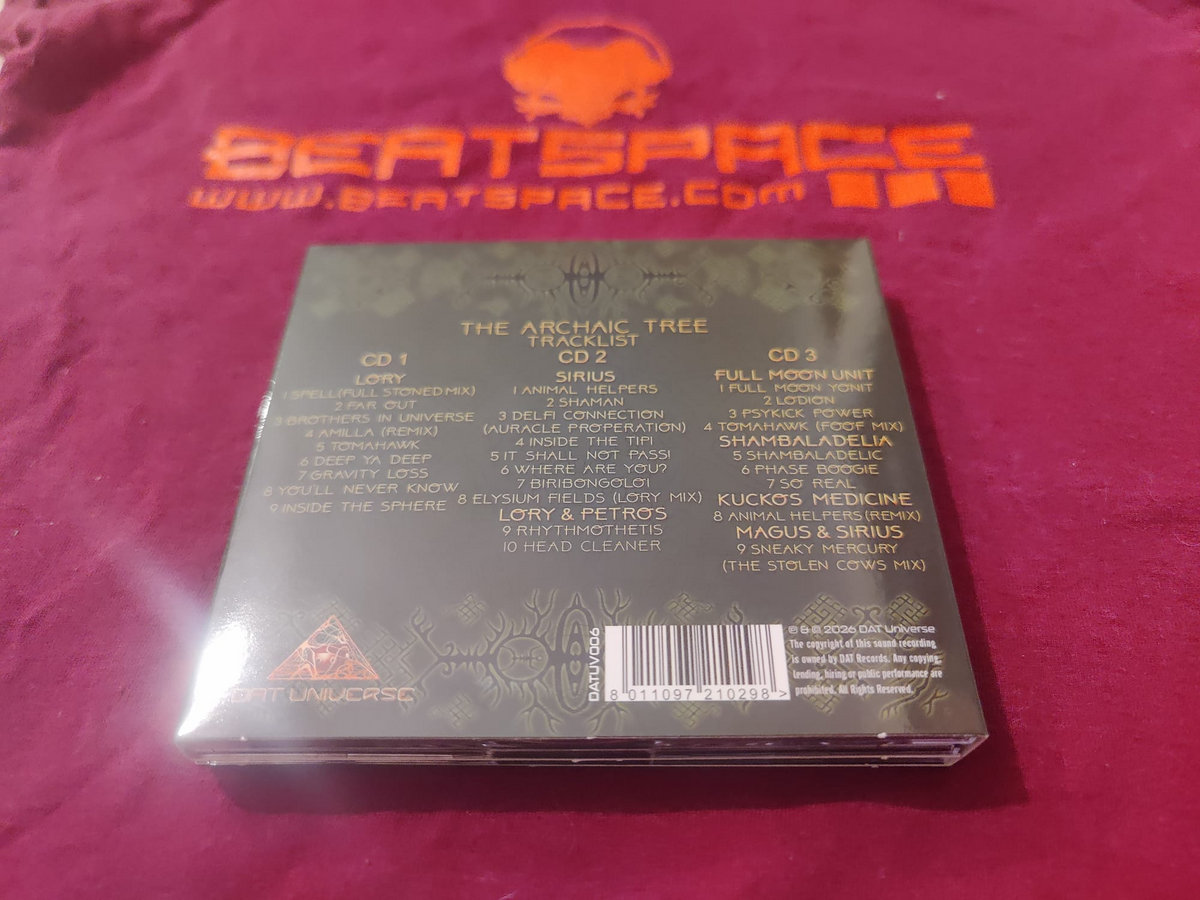 BEATSPACE
www.BEATSPACE.com
THE ARCHAIC TREE
TRACKLIST
CD 1
LORY
1 SPELL (FULL STONED MIX)
2 FAR OUT
3 BROTHERS IN UNIVERSE
4 AMILLA (REMIX)
5 TOMAHAWK
6 DEEP YA DEEP
7 GRAVITY LOSS
8 YOU'LL NEVER KNOW
9 INSIDE THE SPHERE
CD 2
SIRIUS
1 ANIMAL HELPERS
2 SHAMAN
3 DELFI CONNECTION
(AURACLE PROPERATION)
4 INSIDE THE TIPI
5 IT SHALL NOT PASS!
6 WHERE ARE YOU?
7 BIRIBONGOLOI
8 ELYSIUM FIELDS (LORY MIX)
LORY & PETROS
9 RHYTHMOTHETIS
10 HEAD CLEANER
CD 3
FULL MOON UNIT
1 FULL MOON YONIT
2 LODION
3 PSYKICK POWER
4 TOMAHAWK (FOOF MIX)
SHAMBALADELIA
5 SHAMBALADELIC
6 PHASE BOOGIE
7 SO REAL
KUCKOS MEDICINE
8 ANIMAL HELPERS (REMIX)
MAGUS & SIRIUS
9 SNEAKY MERCURY
(THE STOLEN COWS MIX)
DAT UNIVERSE
DATUV006
8 011097 210298 >
℗ & © 2026 DAT Universe
The copyright of this sound recording
is owned by DAT Records. Any copying,
lending, hiring or public performance are
prohibited. All Rights Reserved.